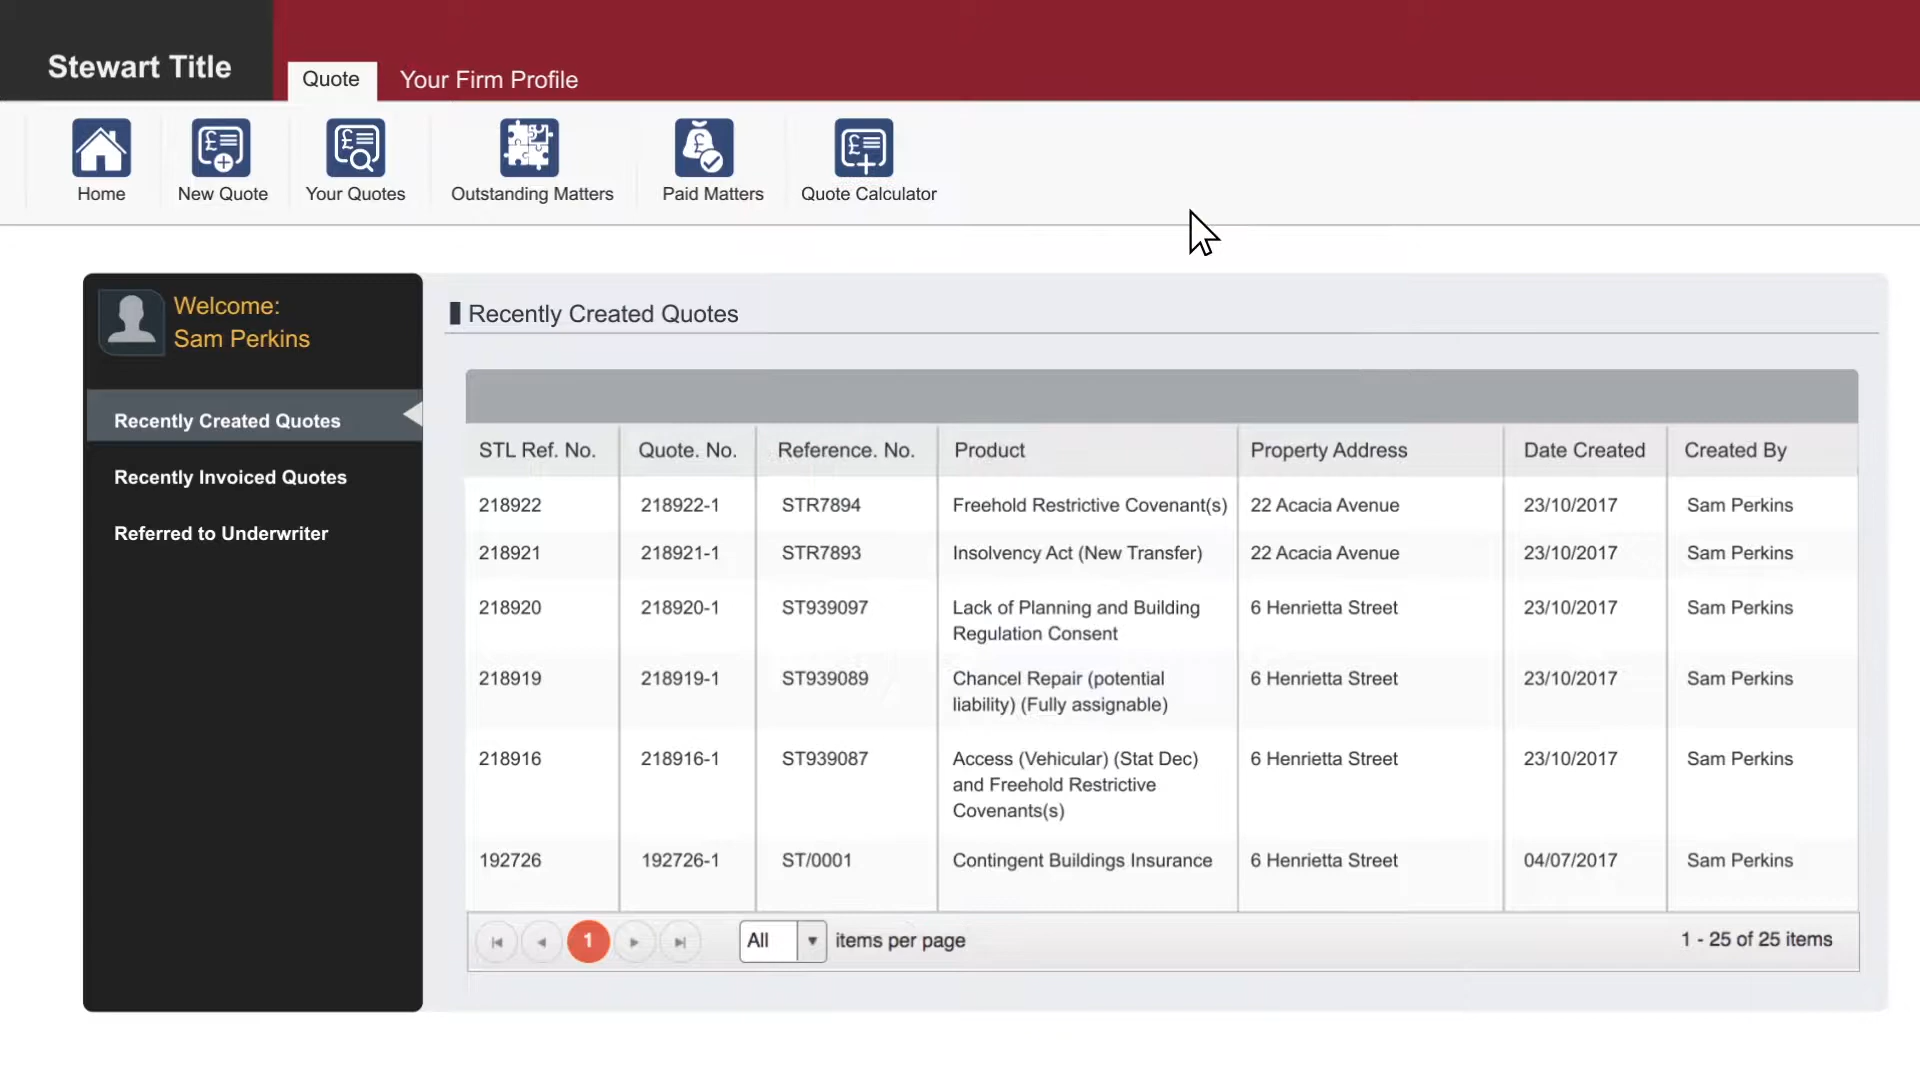 Stewart Title
Quote
Your Firm Profile
Home
New Quote
Your Quotes
Outstanding Matters
Paid Matters
Quote Calculator
Welcome:
Sam Perkins
Recently Created Quotes
Recently Invoiced Quotes
Referred to Underwriter
Recently Created Quotes
STL Ref. No. Quote. No. Reference. No. Product Property Address Date Created Created By
218922 218922-1 STR7894 Freehold Restrictive Covenant(s) 22 Acacia Avenue 23/10/2017 Sam Perkins
218921 218921-1 STR7893 Insolvency Act (New Transfer) 22 Acacia Avenue 23/10/2017 Sam Perkins
218920 218920-1 ST939097 Lack of Planning and Building 6 Henrietta Street 23/10/2017 Sam Perkins
Regulation Consent
218919 218919-1 ST939089 Chancel Repair (potential 6 Henrietta Street 23/10/2017 Sam Perkins
liability) (Fully assignable)
218916 218916-1 ST939087 Access (Vehicular) (Stat Dec) 6 Henrietta Street 23/10/2017 Sam Perkins
and Freehold Restrictive
Covenants(s)
192726 192726-1 ST/0001 Contingent Buildings Insurance 6 Henrietta Street 04/07/2017 Sam Perkins
1 All items per page 1 - 25 of 25 items